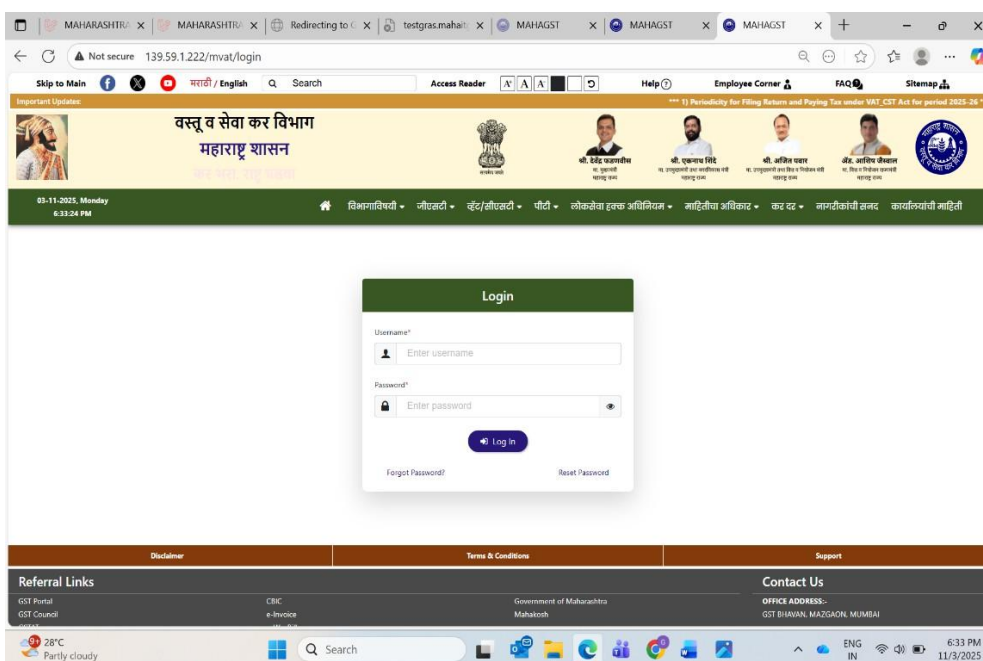 MAHARASHTRA
MAHARASHTRA
Redirecting to
testgras.mahait
MAHAGST
MAHAGST
MAHAGST
Not secure 139.59.1.222/mvat/login
Skip to Main
मराठी / English
Search
Access Reader
A+ A A-
Help
Employee Corner
FAQ
Sitemap
Important Updates:
*** 1) Periodicity for Filing Return and Paying Tax under VAT_CST Act for period 2025-26 *
वस्तू व सेवा कर विभाग
महाराष्ट्र शासन
श्री. देवेंद्र फडणवीस
मा. मुख्यमंत्री
महाराष्ट्र राज्य
श्री. एकनाथ शिंदे
महाराष्ट्र राज्य
श्री. अजित पवार
महाराष्ट्र राज्य
ॲड. आशिष जैस्वाल
महाराष्ट्र राज्य
03-11-2025, Monday
6:33:24 PM
विभागाविषयी
जीएसटी
व्हॅट/सीएसटी
पीटी
लोकसेवा हक्क अधिनियम
माहितीचा अधिकार
कर दर
नागरीकांची सनद
कार्यालयांची माहिती
Login
Username*
Enter username
Password*
Enter password
Log In
Forgot Password?
Reset Password
Disclaimer
Terms & Conditions
Support
Referral Links
Contact Us
GST Portal
CBIC
Government of Maharashtra
OFFICE ADDRESS:-
GST Council
e-Invoice
Mahakosh
GST BHAVAN, MAZGAON, MUMBAI
28°C
Partly cloudy
Search
ENG
IN
6:33 PM
11/3/2025